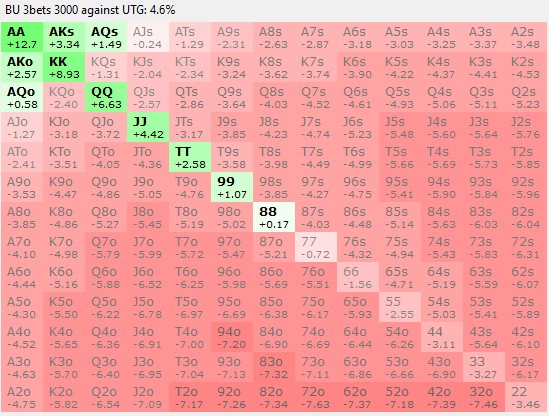 BU 3bets 3000 against UTG: 4.6%
AA AKs AQs AJs ATs A9s A8s A7s A6s A5s A4s A3s A2s
+12.7 +3.34 +1.49 -0.24 -1.29 -2.31 -2.63 -2.87 -3.18 -3.03 -3.25 -3.37 -3.48
AKo KK KQs KJs KTs K9s K8s K7s K6s K5s K4s K3s K2s
+2.57 +8.93 -1.31 -2.04 -2.34 -3.24 -3.62 -3.74 -3.90 -4.22 -4.37 -4.41 -4.53
AQo KQo QQ QJs QTs Q9s Q8s Q7s Q6s Q5s Q4s Q3s Q2s
+0.58 -2.40 +6.63 -2.57 -2.86 -3.64 -4.03 -4.52 -4.61 -4.93 -5.06 -5.11 -5.23
AJo KJo QJo JJ JTs J9s J8s J7s J6s J5s J4s J3s J2s
-1.27 -3.18 -3.72 +4.42 -3.17 -3.85 -4.23 -4.74 -5.23 -5.48 -5.60 -5.64 -5.76
ATo KTo QTo JTo TT T9s T8s T7s T6s T5s T4s T3s T2s
-2.41 -3.51 -4.05 -4.36 +2.58 -3.58 -3.98 -4.49 -4.99 -5.66 -5.69 -5.73 -5.85
A9o K9o Q9o J9o T9o 99 98s 97s 96s 95s 94s 93s 92s
-3.53 -4.47 -4.86 -5.05 -4.76 +1.07 -3.85 -4.27 -4.75 -5.41 -5.90 -5.84 -5.96
A8o K8o Q8o J8o T8o 98o 88 87s 86s 85s 84s 83s 82s
-3.85 -4.86 -5.27 -5.45 -5.19 -5.02 +0.17 -4.03 -4.48 -5.14 -5.63 -6.03 -6.04
A7o K7o Q7o J7o T7o 97o 87o 77 76s 75s 74s 73s 72s
-4.10 -4.98 -5.79 -5.99 -5.72 -5.47 -5.21 -0.72 -4.32 -4.94 -5.43 -5.83 -6.31
A6o K6o Q6o J6o T6o 96o 86o 76o 66 65s 64s 63s 62s
-4.44 -5.16 -5.88 -6.52 -6.25 -5.98 -5.69 -5.51 -1.56 -4.71 -5.19 -5.59 -6.07
A5o K5o Q5o J5o T5o 95o 85o 75o 65o 55 54s 53s 52s
-4.30 -5.50 -6.22 -6.78 -6.97 -6.69 -6.38 -6.17 -5.93 -2.55 -5.03 -5.41 -5.89
A4o K4o Q4o J4o T4o 94o 84o 74o 64o 54o 44 43s 42s
-4.52 -5.65 -6.36 -6.91 -7.00 -7.20 -6.90 -6.69 -6.44 -6.26 -3.11 -5.64 -6.10
A3o K3o Q3o J3o T3o 93o 83o 73o 63o 53o 43o 33 32s
-4.63 -5.70 -6.40 -6.95 -7.04 -7.13 -7.32 -7.11 -6.86 -6.66 -6.90 -3.27 -6.17
A2o K2o Q2o J2o T2o 92o 82o 72o 62o 52o 42o 32o 22
-4.75 -5.82 -6.54 -7.09 -7.17 -7.26 -7.34 -7.63 -7.37 -7.18 -7.39 -7.46 -3.46